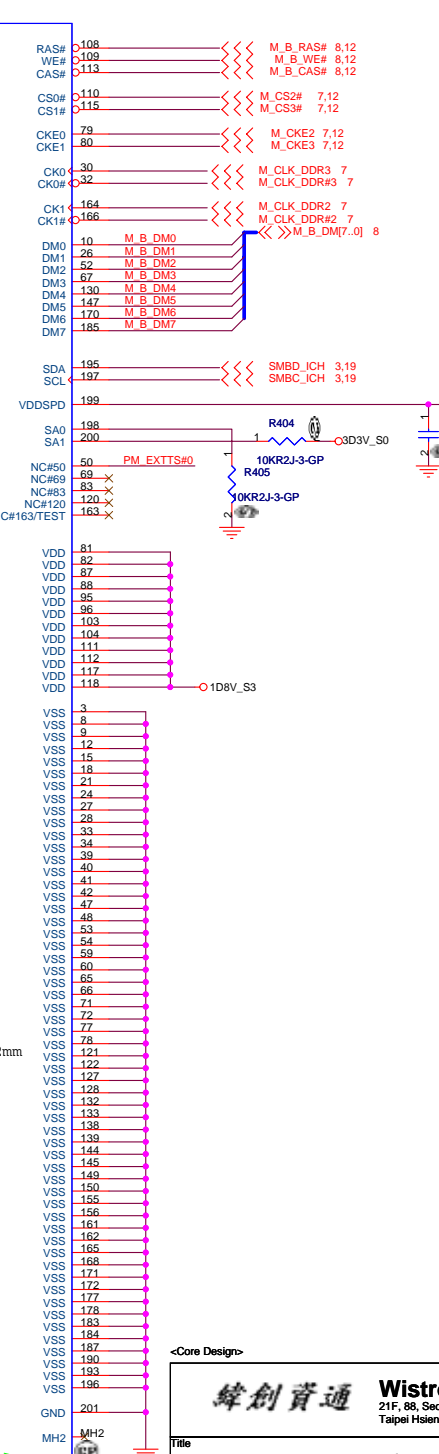 RAS# 108 M_B_RAS# 8,12
WE# 109 M_B_WE# 8,12
CAS# 113 M_B_CAS# 8,12
CS0# 110 M_CS2# 7,12
CS1# 115 M_CS3# 7,12
CKE0 79 M_CKE2 7,12
CKE1 80 M_CKE3 7,12
CK0 30 M_CLK_DDR3 7
CK0# 32 M_CLK_DDR#3 7
CK1 164 M_CLK_DDR2 7
CK1# 166 M_CLK_DDR#2 7
M_B_DM[7..0] 8
DM0 10 M_B_DM0
DM1 26 M_B_DM1
DM2 52 M_B_DM2
DM3 67 M_B_DM3
DM4 130 M_B_DM4
DM5 147 M_B_DM5
DM6 170 M_B_DM6
DM7 185 M_B_DM7
SDA 195 SMBD_ICH 3,19
SCL 197 SMBC_ICH 3,19
VDDSPD 199
1
2
SA0 198
SA1 200
1 R404 3D3V_S0
10KR2J-3-GP
1
R405
10KR2J-3-GP
2
NC#50 50 PM_EXTTS#0
NC#69 69
NC#83 83
NC#120 120
C#163/TEST 163
VDD 81
VDD 82
VDD 87
VDD 88
VDD 95
VDD 96
VDD 103
VDD 104
VDD 111
VDD 112
VDD 117
VDD 118 1D8V_S3
VSS 3
VSS 8
VSS 9
VSS 12
VSS 15
VSS 18
VSS 21
VSS 24
VSS 27
VSS 28
VSS 33
VSS 34
VSS 39
VSS 40
VSS 41
VSS 42
VSS 47
VSS 48
VSS 53
VSS 54
VSS 59
VSS 60
VSS 65
VSS 66
VSS 71
VSS 72
VSS 77
VSS 78
2mm
VSS 121
VSS 122
VSS 127
VSS 128
VSS 132
VSS 133
VSS 138
VSS 139
VSS 144
VSS 145
VSS 149
VSS 150
VSS 155
VSS 156
VSS 161
VSS 162
VSS 165
VSS 168
VSS 171
VSS 172
VSS 177
VSS 178
VSS 183
VSS 184
VSS 187
VSS 190
VSS 193
VSS 196
GND 201
MH2 MH2
<Core Design>
緯創資通 Wistr
21F, 88, Sec
Taipei Hsien
Title